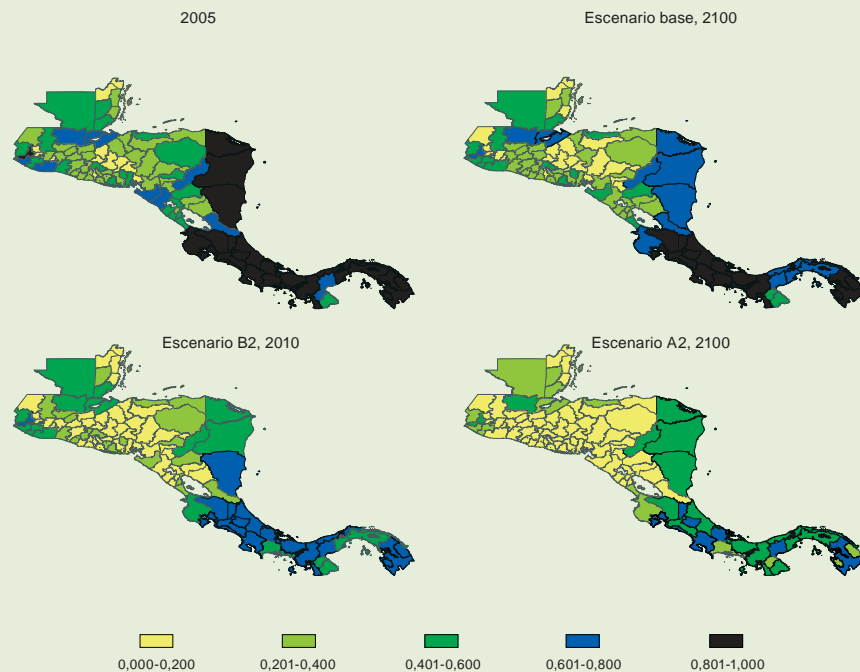 2005
Escenario base, 2100
Escenario B2, 2010
Escenario A2, 2100
0,000-0,200
0,201-0,400
0,401-0,600
0,601-0,800
0,801-1,000